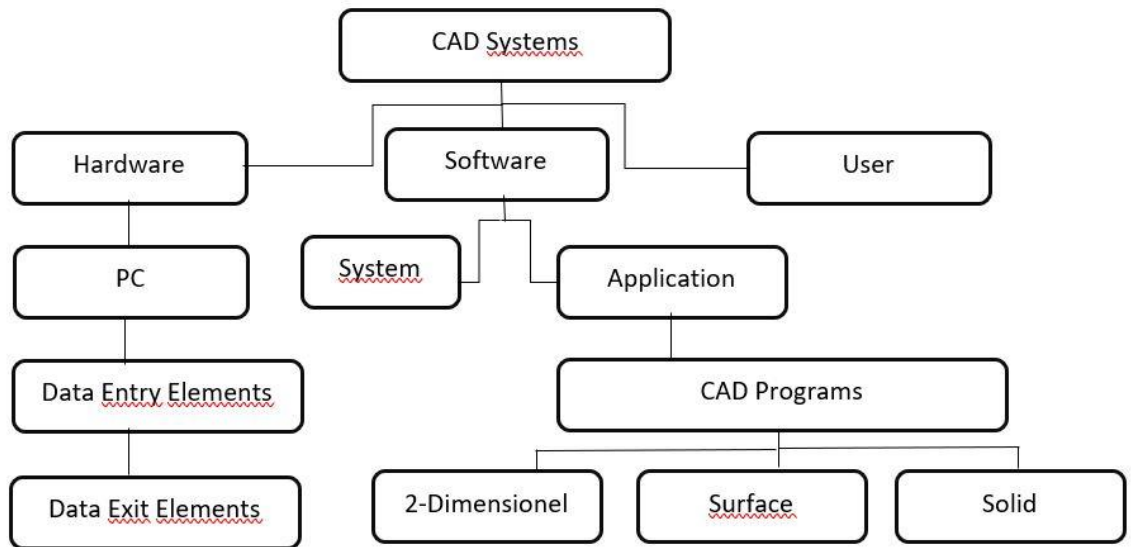 CAD Systems
Hardware
Software
User
System
PC
Application
Data Entry Elements
CAD Programs
Data Exit Elements
2-Dimensionel
Surface
Solid